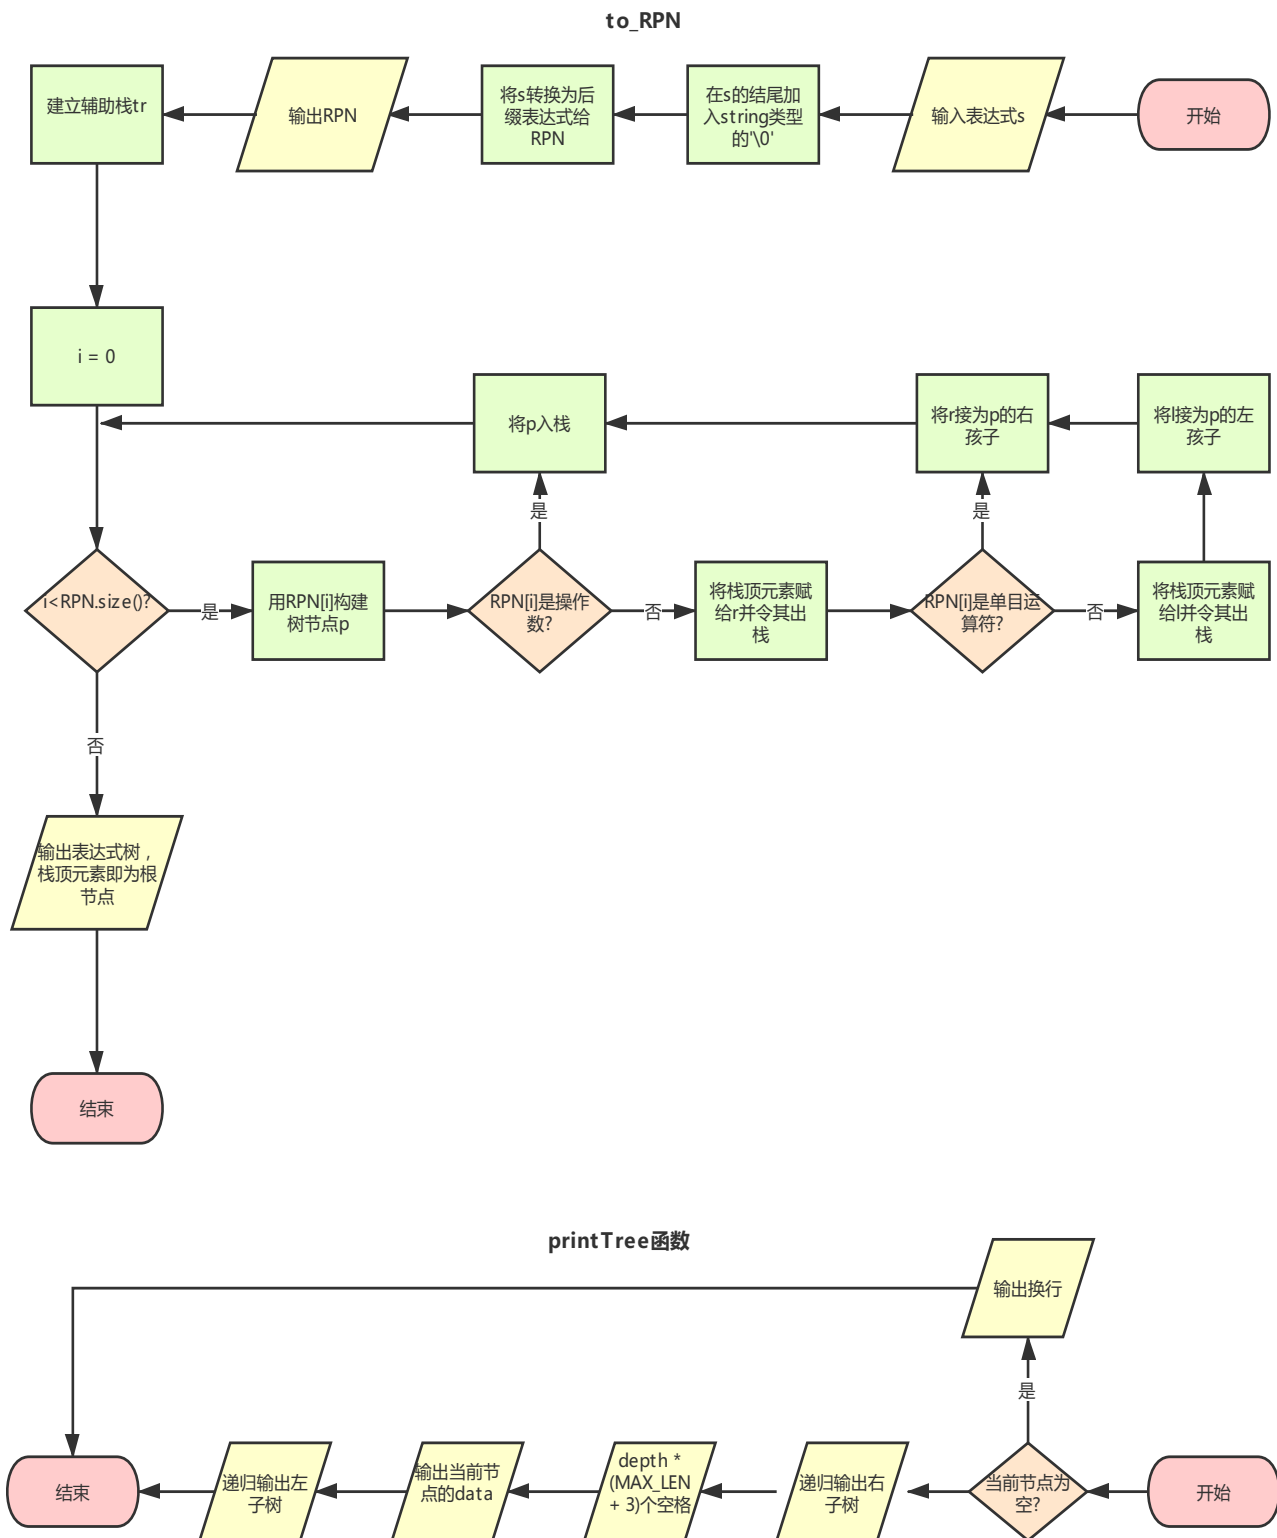 to_RPN
建立辅助栈tr
输出RPN
将s转换为后
缀表达式给
RPN
在s的结尾加
入string类型
的'\0'
输入表达式s
开始
i = 0
将p入栈
将r接为p的右
孩子
将l接为p的左
孩子
是
是
i<RPN.size()?
是
用RPN[i]构建
树节点p
RPN[i]是操作
数?
否
将栈顶元素赋
给r并令其出
栈
RPN[i]是单目运
算符?
否
将栈顶元素赋
给l并令其出
栈
否
输出表达式树，
栈顶元素即为根
节点
结束
printTree函数
输出换行
是
结束
递归输出左
子树
输出当前节
点的data
depth *
(MAX_LEN
+ 3)个空格
递归输出右
子树
当前节点为
空?
开始